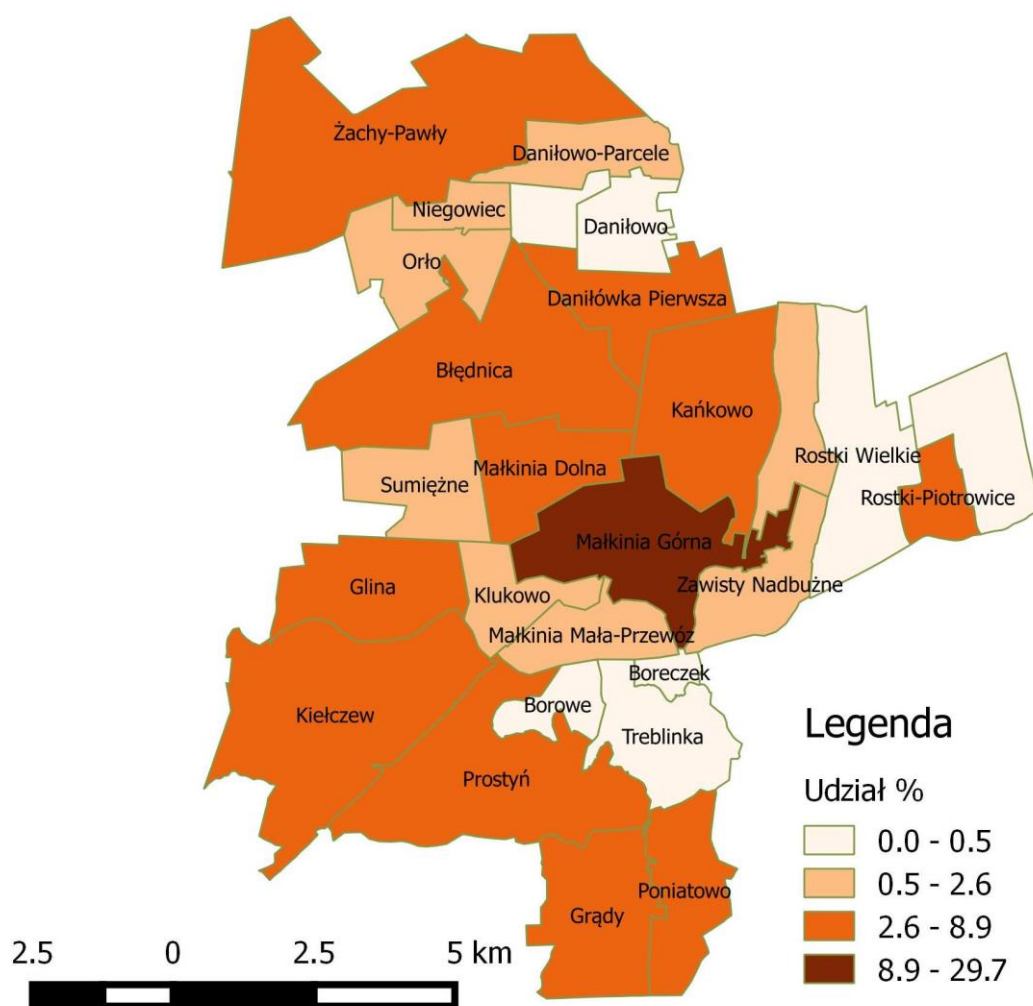 Żachy-Pawły
Daniłowo-Parcele
Niegowiec
Daniłowo
Orło
Daniłówka Pierwsza
Błędnica
Kańkowo
Rostki Wielkie
Małkinia Dolna
Sumiężne
Rostki-Piotrowice
Małkinia Górna
Zawisty Nadbużne
Glina
Klukowo
Małkinia Mała-Przewóz
Boreczek
Borowe
Kiełczew
Treblinka
Prostyń
Poniatowo
Grądy
Legenda
Udział %
0.0 - 0.5
0.5 - 2.6
2.6 - 8.9
8.9 - 29.7
2.5 0 2.5 5 km